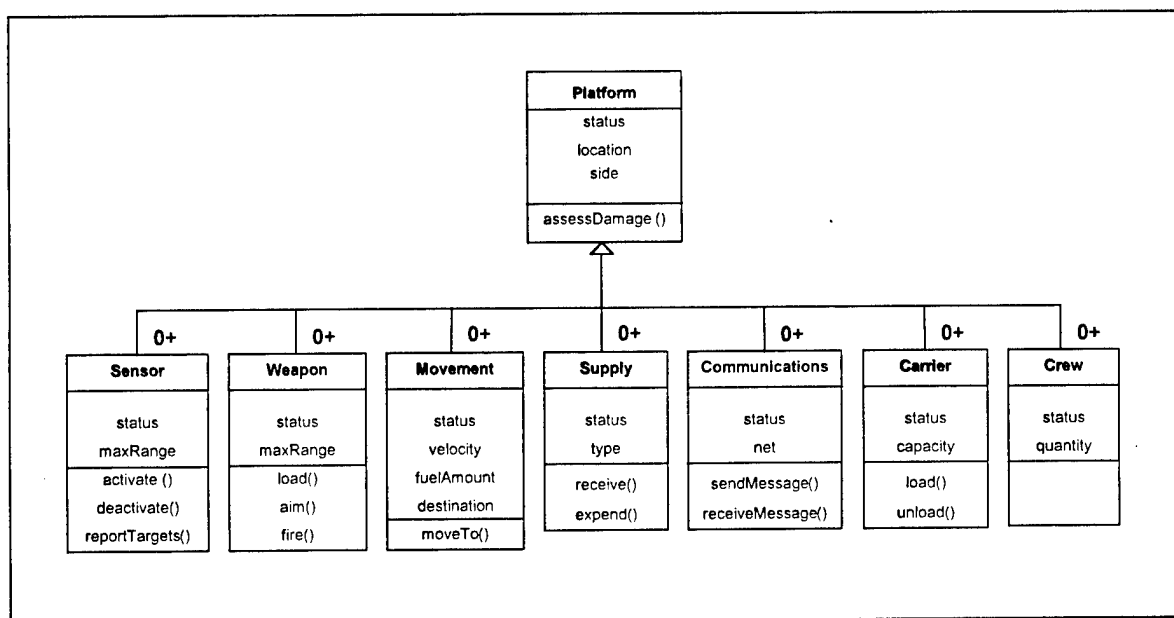 Platform
status
location
side
assessDamage ()
0+
0+
0+
0+
0+
0+
0+
Sensor
status
maxRange
activate ()
deactivate()
reportTargets()
Weapon
status
maxRange
load()
aim()
fire()
Movement
status
velocity
fuelAmount
destination
moveTo()
Supply
status
type
receive()
expend()
Communications
status
net
sendMessage()
receiveMessage()
Carrier
status
capacity
load()
unload()
Crew
status
quantity